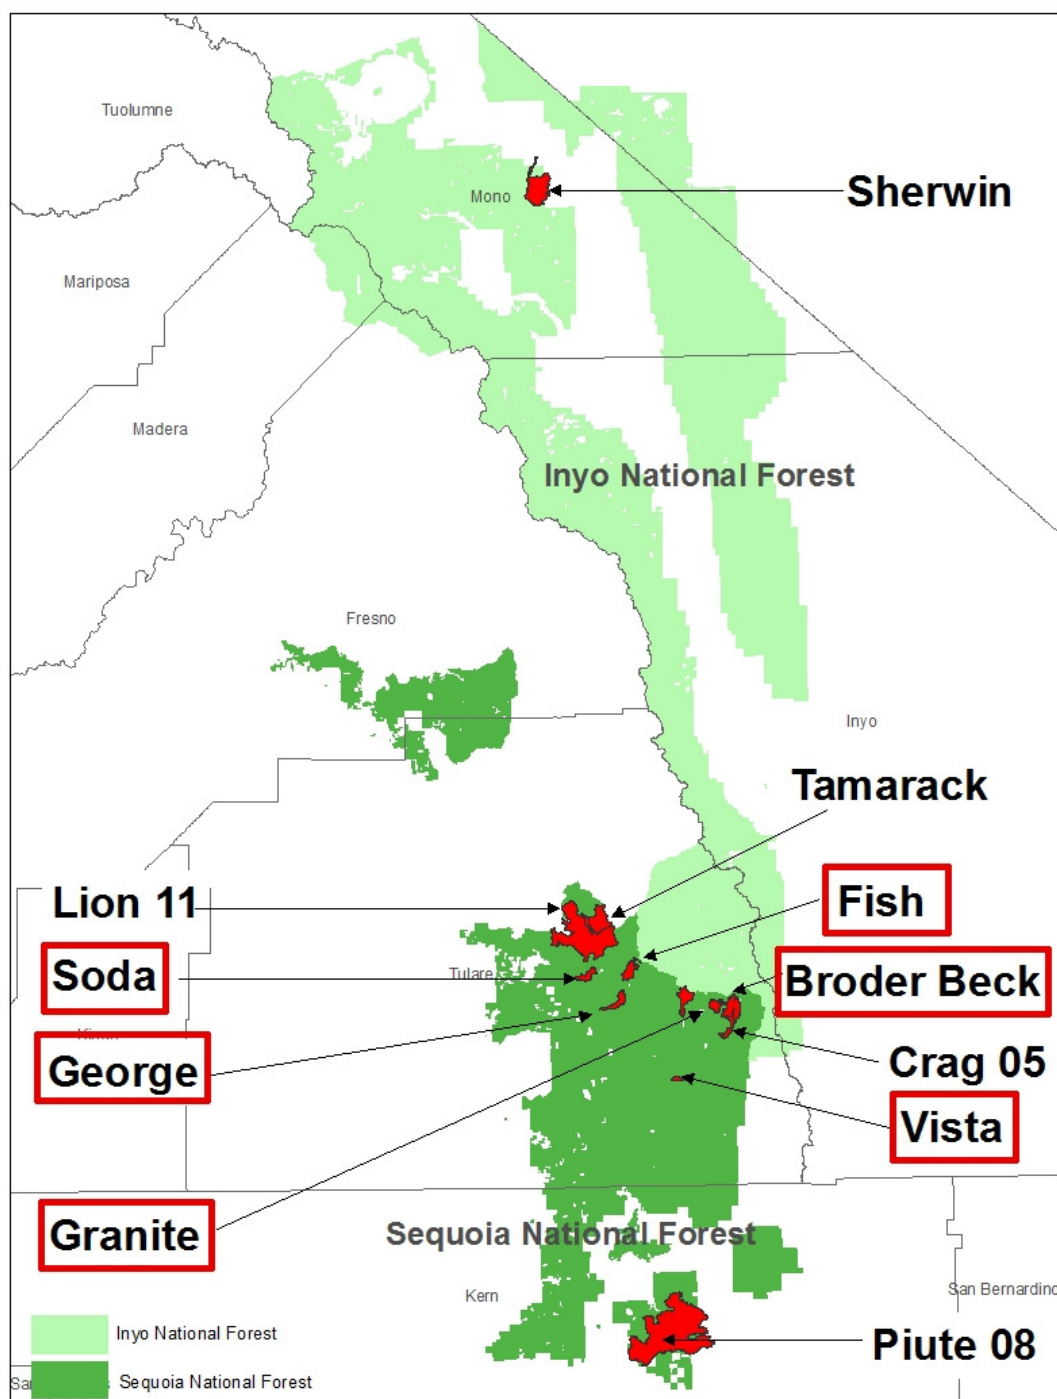 Tuolumne
Sherwin
Mono
Mariposa
Madera
Inyo National Forest
Fresno
Inyo
Tamarack
Lion 11
Fish
Soda
Tulare
Broder Beck
George
Crag 05
Vista
Granite
Sequoia National Forest
Kern
San Bernardino
Inyo National Forest
Piute 08
Sequoia National Forest